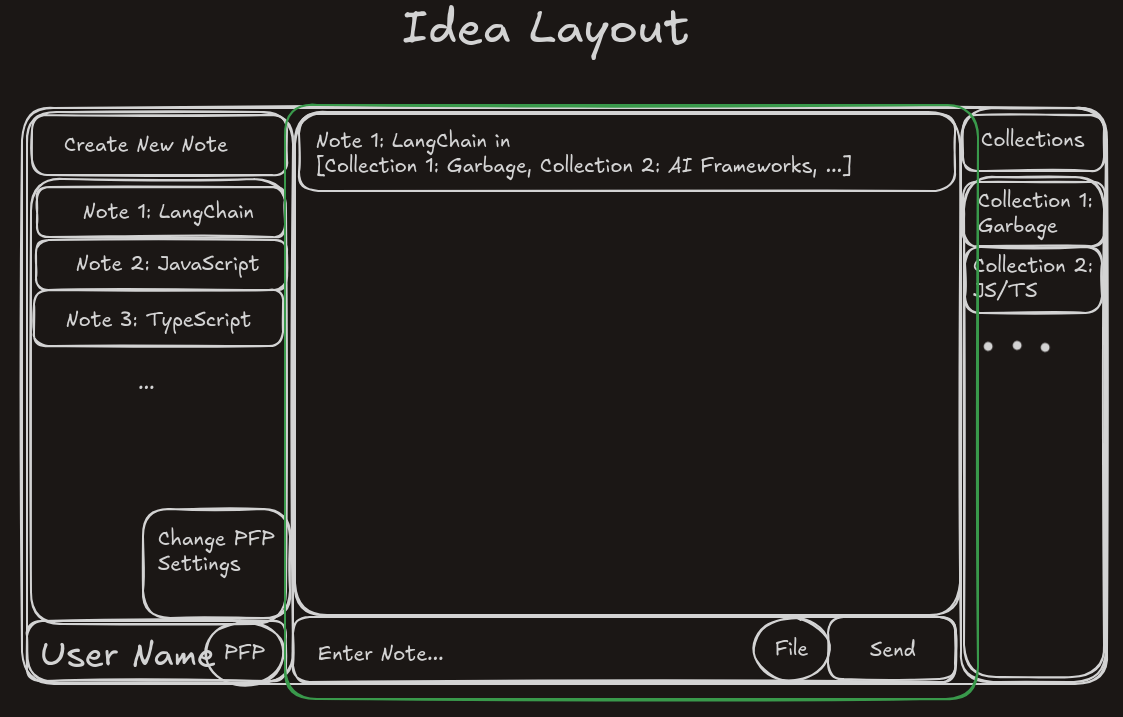 Idea Layout
Create New Note
Note 1: LangChain
Note 2: JavaScript
Note 3: TypeScript
...
Change PFP
Settings
User Name
PFP
Note 1: LangChain in
[Collection 1: Garbage, Collection 2: AI Frameworks, ...]
Enter Note...
File
Send
Collections
Collection 1:
Garbage
Collection 2:
JS/TS